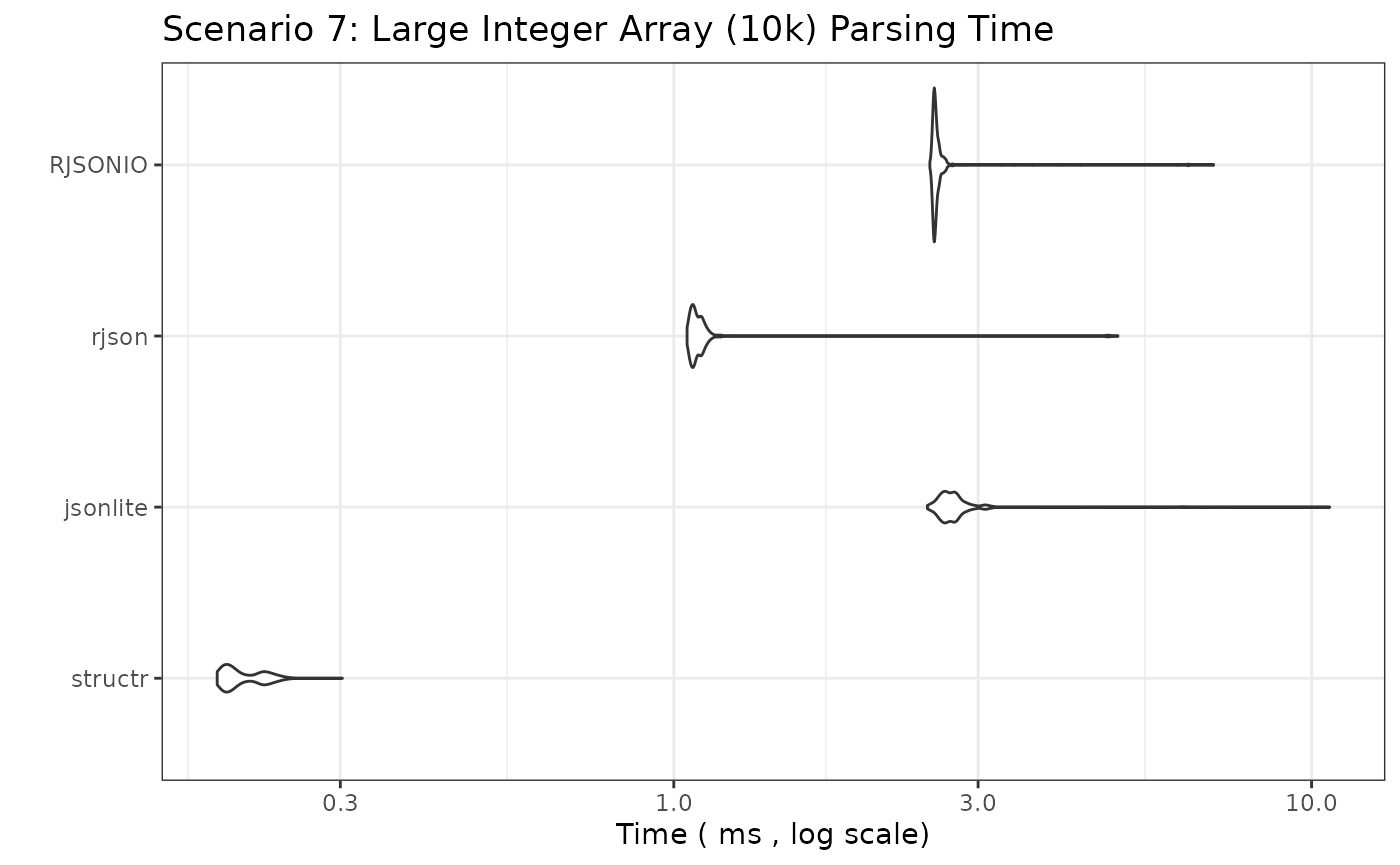 Scenario 7: Large Integer Array (10k) Parsing Time
RJSONIO
rjson
jsonlite
structr
0.3 1.0 3.0 10.0
Time ( ms , log scale)